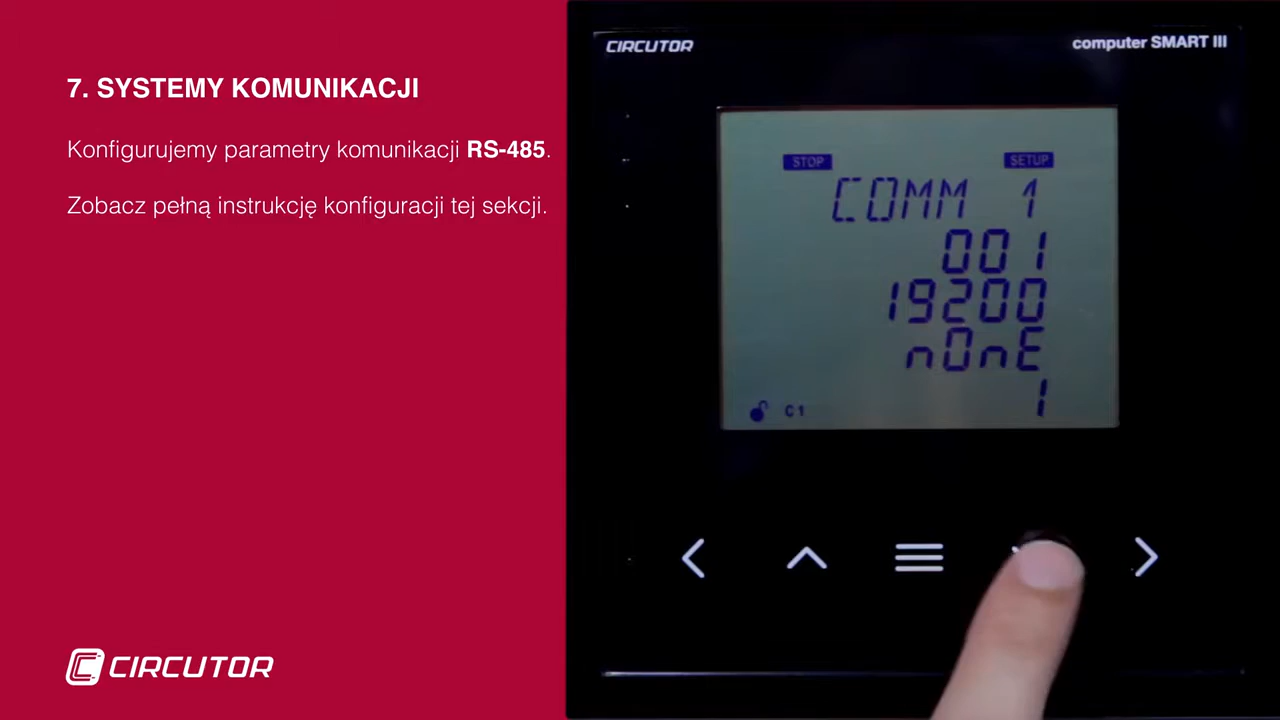 7. SYSTEMY KOMUNIKACJI
Konfigurujemy parametry komunikacji RS-485.
Zobacz pełną instrukcję konfiguracji tej sekcji.
CIRCUTOR
CIRCUTOR
computer SMART III
STOP
SETUP
COMM 1
001
19200
nOnE
1
C1